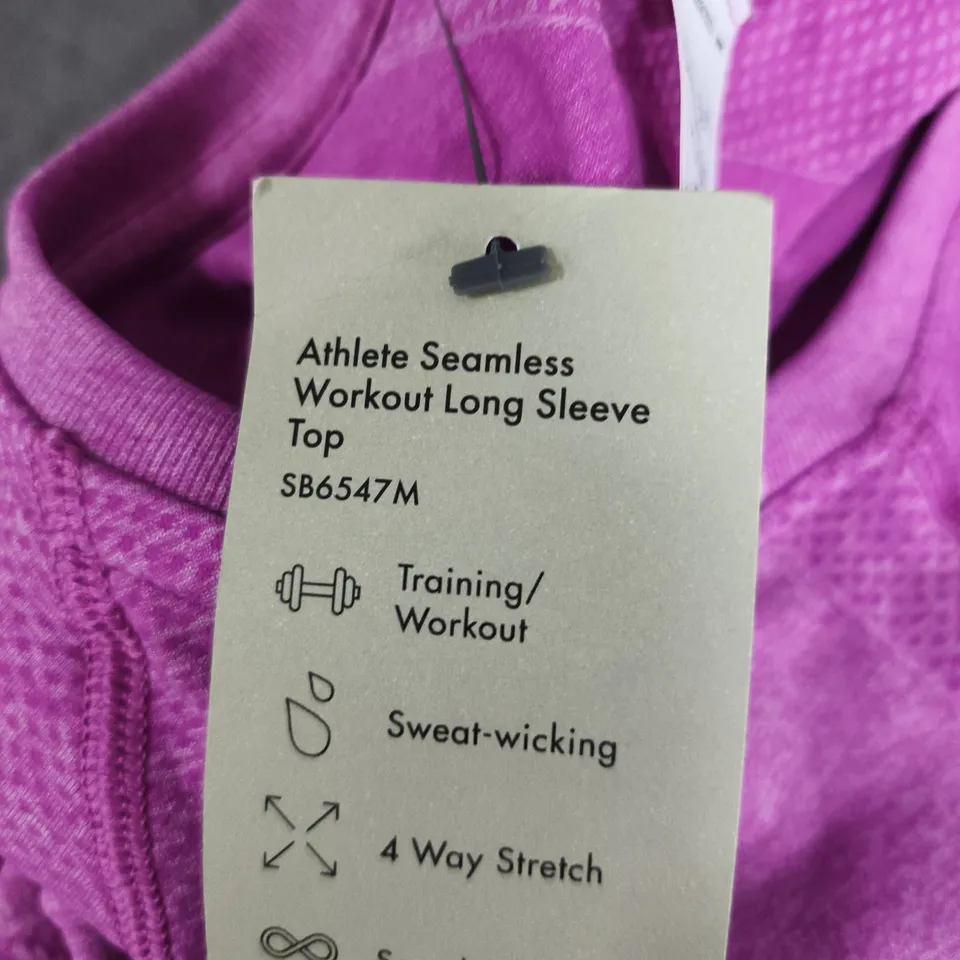 Athlete Seamless
Workout Long Sleeve
Top
SB6547M
Training/
Workout
Sweat-wicking
4 Way Stretch